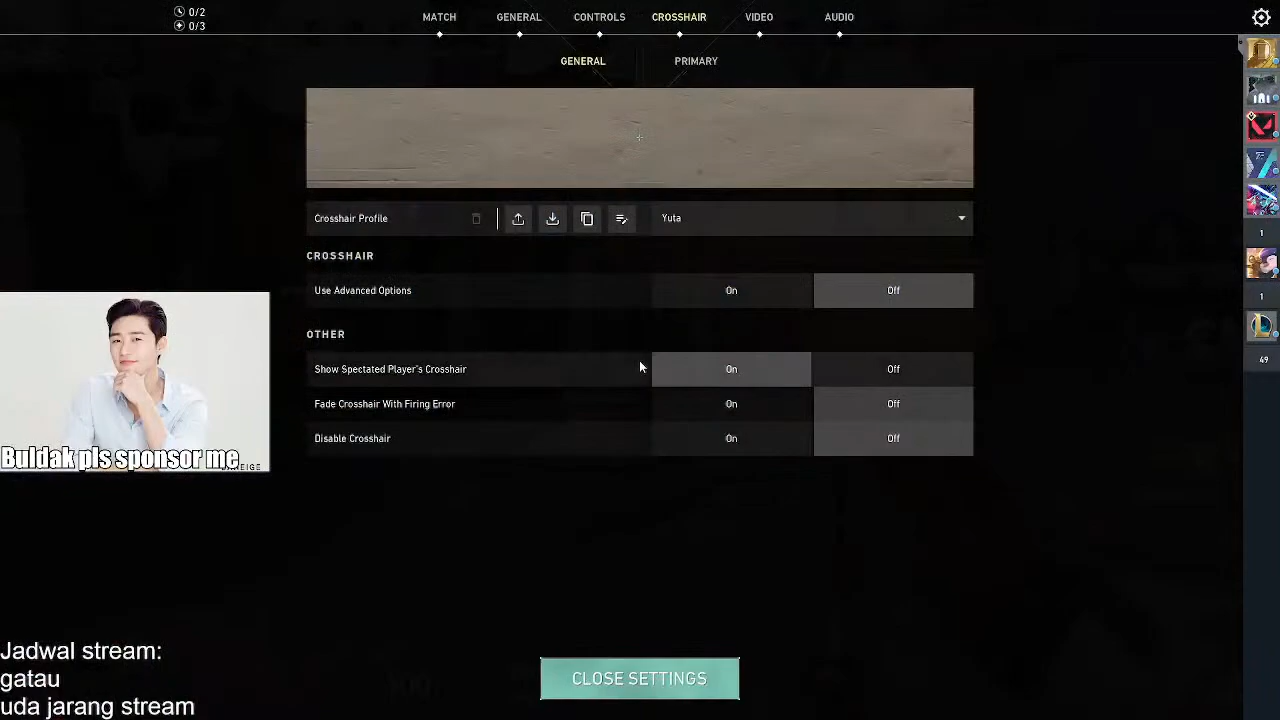 0/2
0/3
MATCH GENERAL CONTROLS CROSSHAIR VIDEO AUDIO
GENERAL PRIMARY
Crosshair Profile Yuta
CROSSHAIR
Use Advanced Options On Off
OTHER
Show Spectated Player's Crosshair On Off
Fade Crosshair With Firing Error On Off
Disable Crosshair On Off
1
1
49
Buldak pls sponsor me
Jadwal stream:
gatau
uda jarang stream
CLOSE SETTINGS